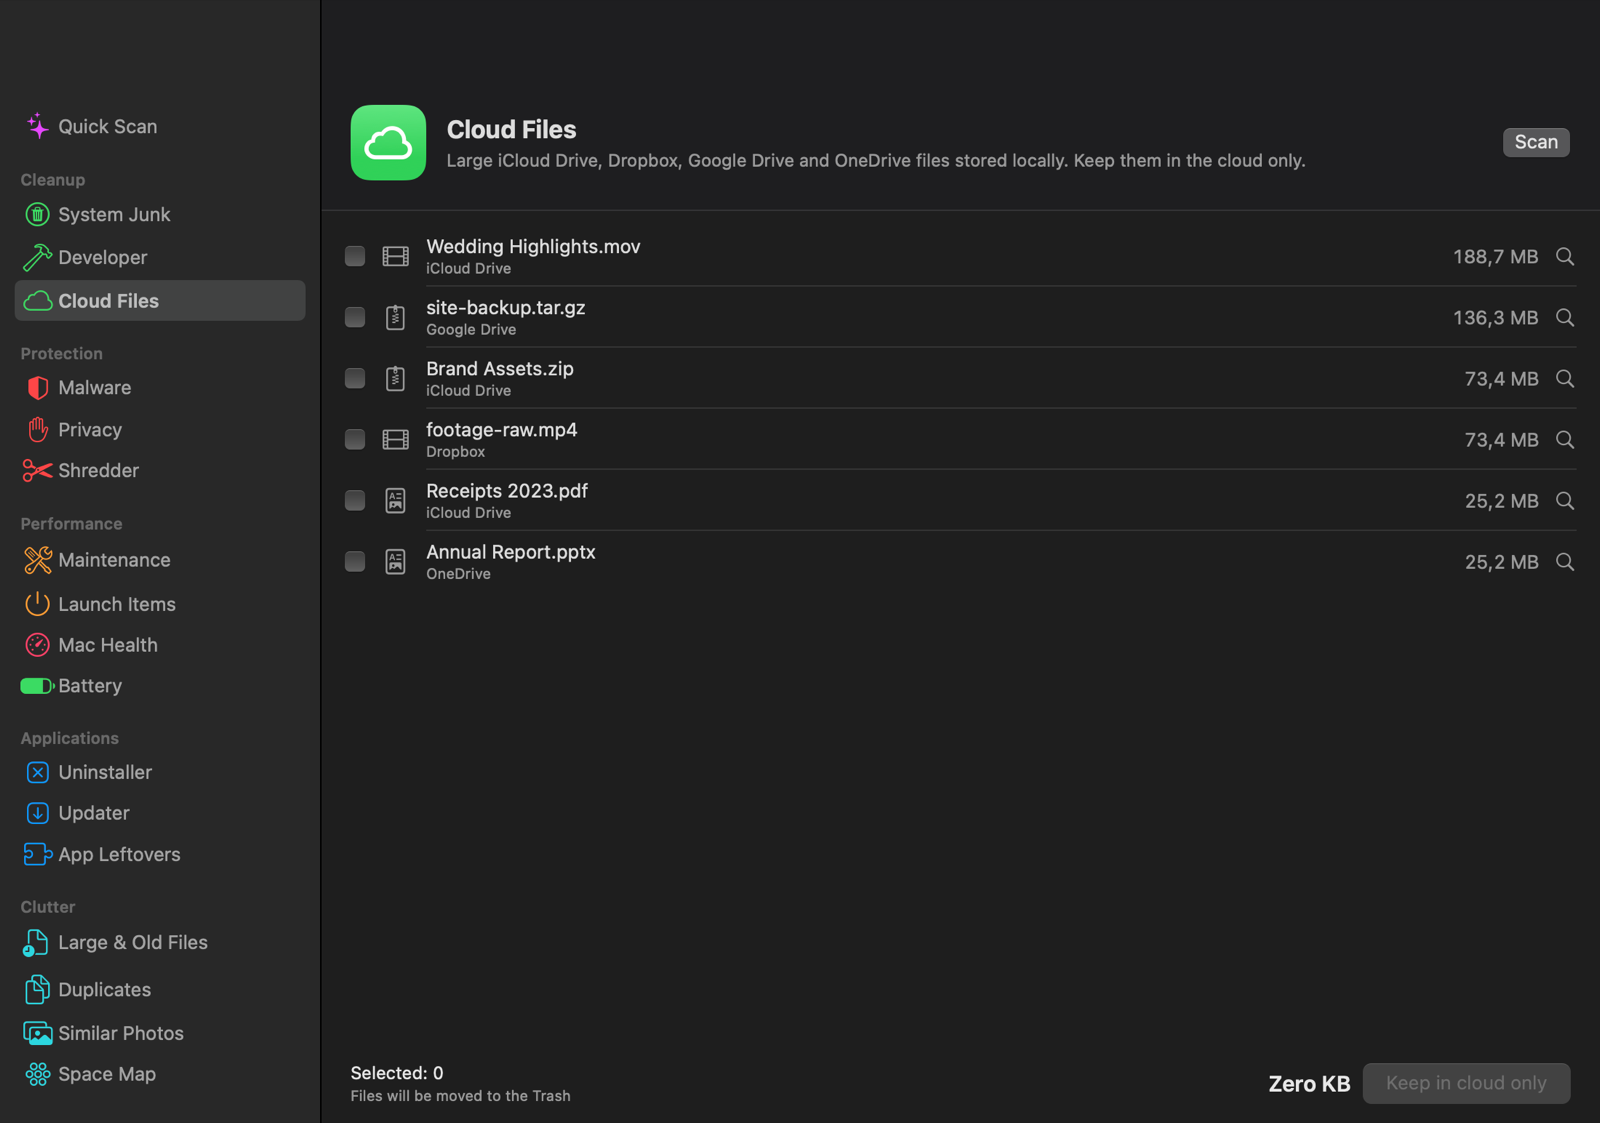 Quick Scan
Cleanup
System Junk
Developer
Cloud Files
Protection
Malware
Privacy
Shredder
Performance
Maintenance
Launch Items
Mac Health
Battery
Applications
Uninstaller
Updater
App Leftovers
Clutter
Large & Old Files
Duplicates
Similar Photos
Space Map
Cloud Files
Large iCloud Drive, Dropbox, Google Drive and OneDrive files stored locally. Keep them in the cloud only.
Scan
Wedding Highlights.mov
iCloud Drive
188,7 MB
site-backup.tar.gz
Google Drive
136,3 MB
Brand Assets.zip
iCloud Drive
73,4 MB
footage-raw.mp4
Dropbox
73,4 MB
Receipts 2023.pdf
iCloud Drive
25,2 MB
Annual Report.pptx
OneDrive
25,2 MB
Selected: 0
Files will be moved to the Trash
Zero KB
Keep in cloud only